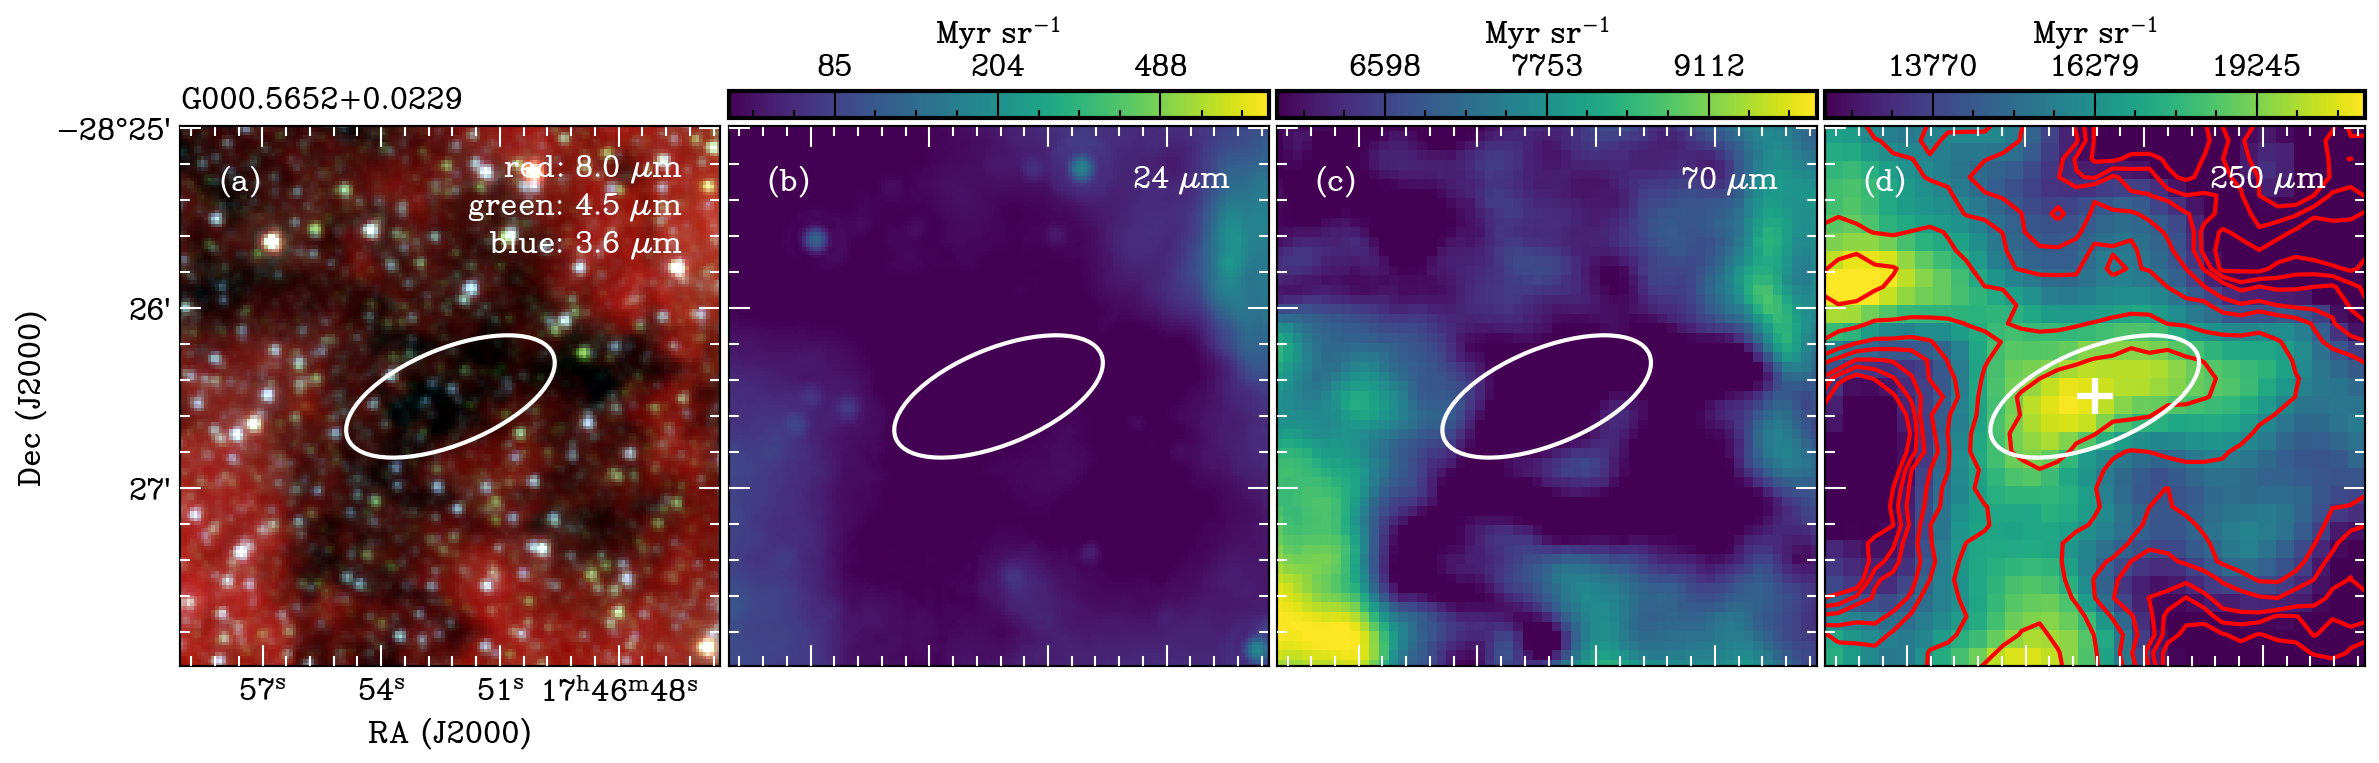 Myr sr⁻¹ Myr sr⁻¹ Myr sr⁻¹
85 204 488 6598 7753 9112 13770 16279 19245
G000.5652+0.0229
(a)
red: 8.0 μm
green: 4.5 μm
blue: 3.6 μm
(b) 24 μm
(c) 70 μm
(d) 250 μm
−28°25'
26'
27'
Dec (J2000)
57ˢ 54ˢ 51ˢ 17ʰ46ᵐ48ˢ
RA (J2000)